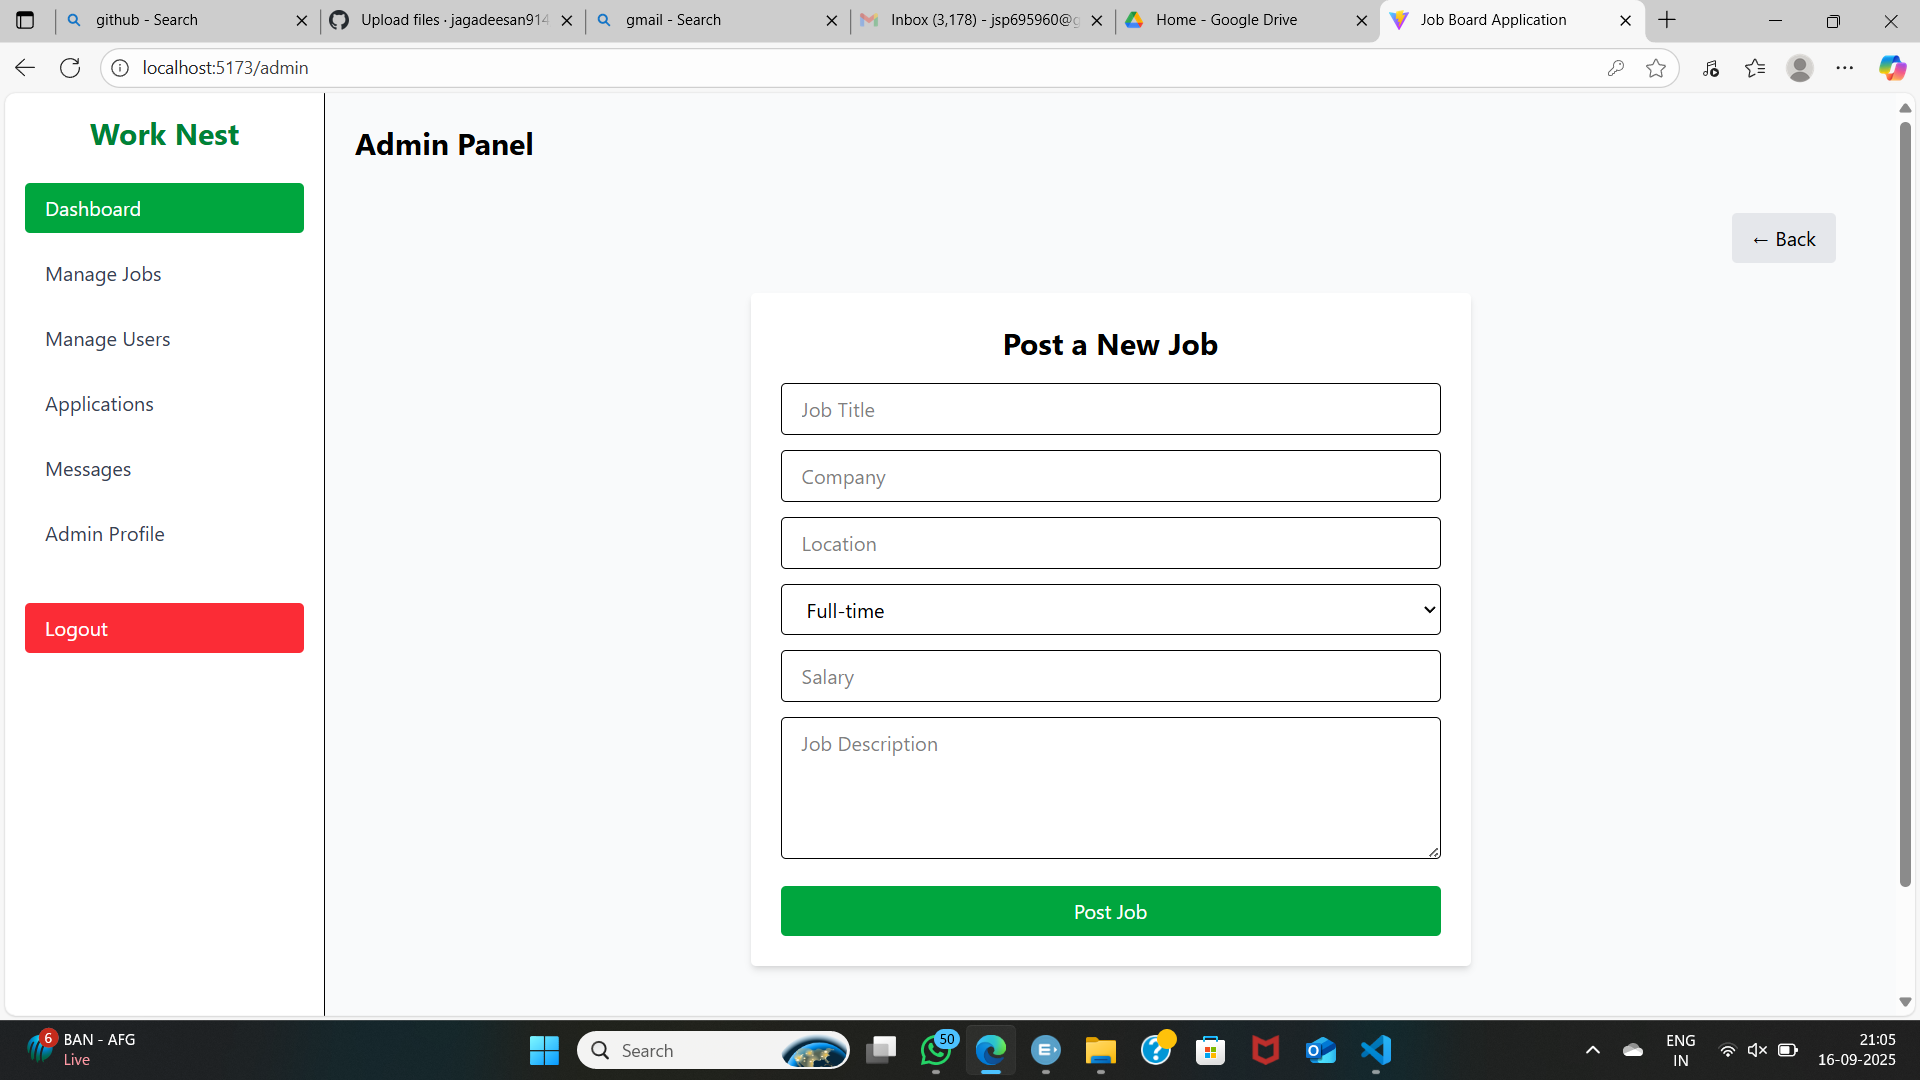 github - Search
Upload files · jagadeesan914
gmail - Search
Inbox (3,178) - jsp695960@g
Home - Google Drive
Job Board Application
localhost:5173/admin
Work Nest
Dashboard
Manage Jobs
Manage Users
Applications
Messages
Admin Profile
Logout
Admin Panel
← Back
Post a New Job
Job Title
Company
Location
Full-time
Salary
Job Description
Post Job
6
BAN - AFG
Live
Search
50
ENG
IN
21:05
16-09-2025